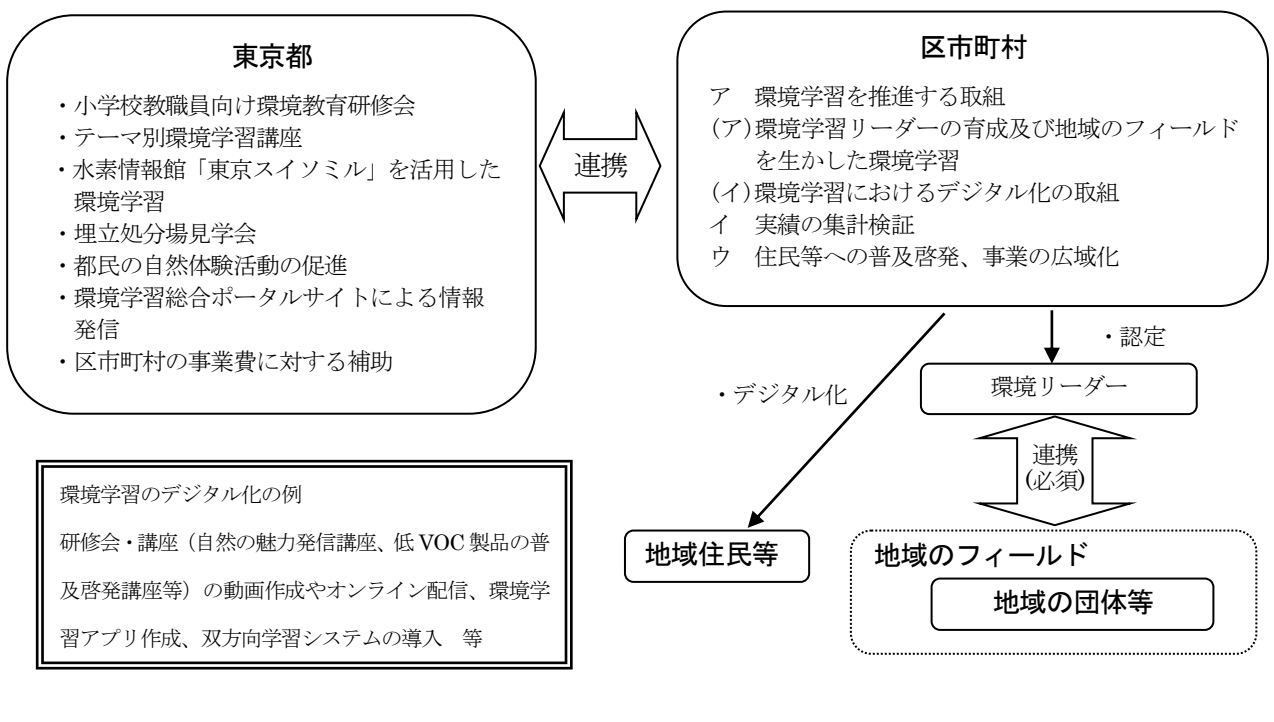 東京都
・小学校教職員向け環境教育研修会
・テーマ別環境学習講座
・水素情報館「東京スイソミル」を活用した
環境学習
・埋立処分場見学会
・都民の自然体験活動の促進
・環境学習総合ポータルサイトによる情報
発信
・区市町村の事業費に対する補助
連携
区市町村
ア　環境学習を推進する取組
(ア)環境学習リーダーの育成及び地域のフィールド
を生かした環境学習
(イ)環境学習におけるデジタル化の取組
イ　実績の集計検証
ウ　住民等への普及啓発、事業の広域化
・認定
・デジタル化
環境リーダー
連携
(必須)
地域住民等
地域のフィールド
地域の団体等
環境学習のデジタル化の例
研修会・講座（自然の魅力発信講座、低 VOC 製品の普
及啓発講座等）の動画作成やオンライン配信、環境学
習アプリ作成、双方向学習システムの導入　等